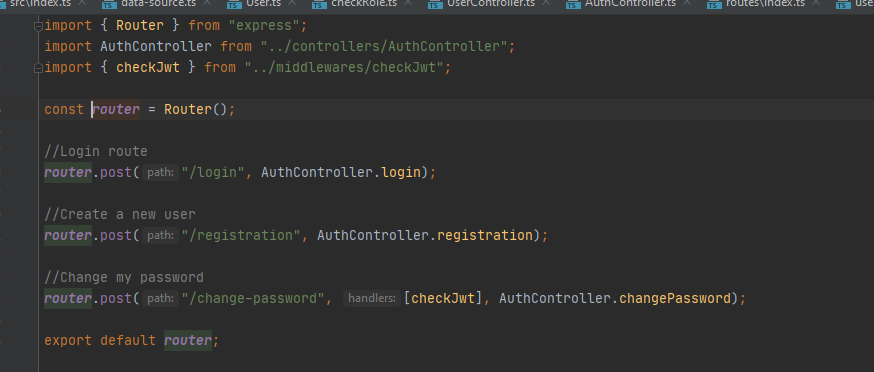 src\index.ts data-source.ts User.ts checkRole.ts UserController.ts AuthController.ts routes\index.ts use
import { Router } from "express";
import AuthController from "../controllers/AuthController";
import { checkJwt } from "../middlewares/checkJwt";
const router = Router();
//Login route
router.post( path: "/login", AuthController.login);
//Create a new user
router.post( path: "/registration", AuthController.registration);
//Change my password
router.post( path: "/change-password", handlers: [checkJwt], AuthController.changePassword);
export default router;